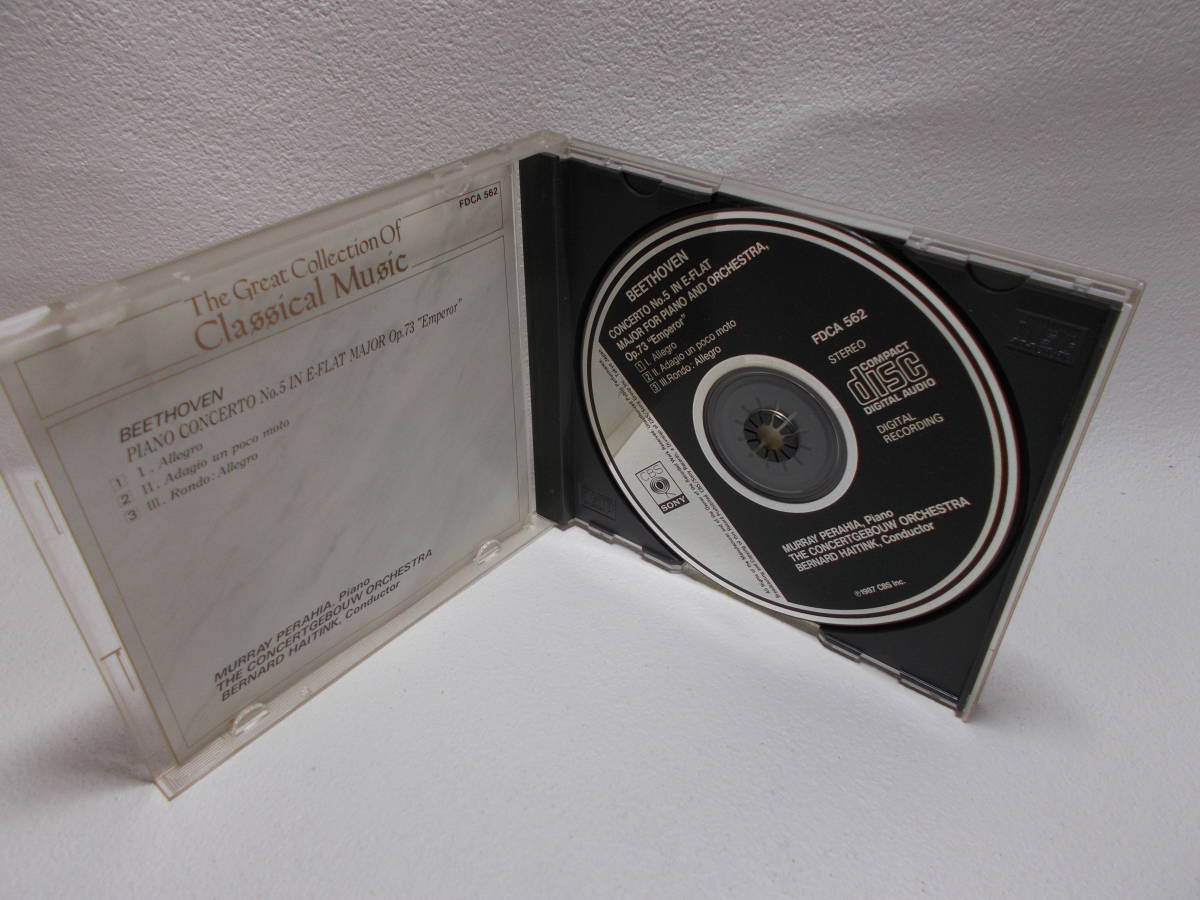 FDCA 562
The Great Collection Of
Classical Music
BEETHOVEN
PIANO CONCERTO No.5 IN E-FLAT MAJOR Op.73 "Emperor"
1 I. Allegro
2 II. Adagio un poco moto
3 III. Rondo: Allegro
MURRAY PERAHIA, Piano
THE CONCERTGEBOUW ORCHESTRA
BERNARD HAITINK, Conductor
BEETHOVEN
CONCERTO No.5 IN E-FLAT
MAJOR FOR PIANO AND ORCHESTRA,
Op.73 "Emperor"
1 I. Allegro
2 II. Adagio un poco moto
3 III. Rondo: Allegro
FDCA 562
STEREO
COMPACT
disc
DIGITAL AUDIO
DIGITAL
RECORDING
CBS
SONY
MURRAY PERAHIA, Piano
THE CONCERTGEBOUW ORCHESTRA
BERNARD HAITINK, Conductor
℗1987 CBS Inc.